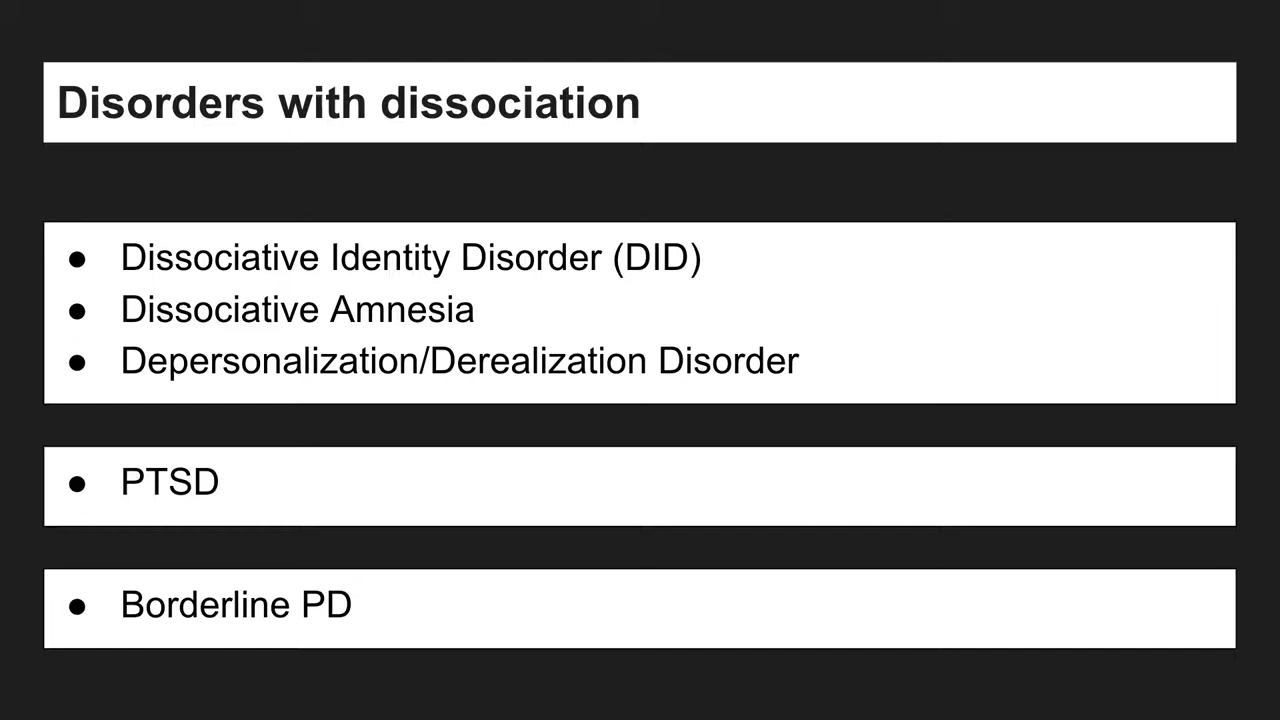 Disorders with dissociation
● Dissociative Identity Disorder (DID)
● Dissociative Amnesia
● Depersonalization/Derealization Disorder
● PTSD
● Borderline PD